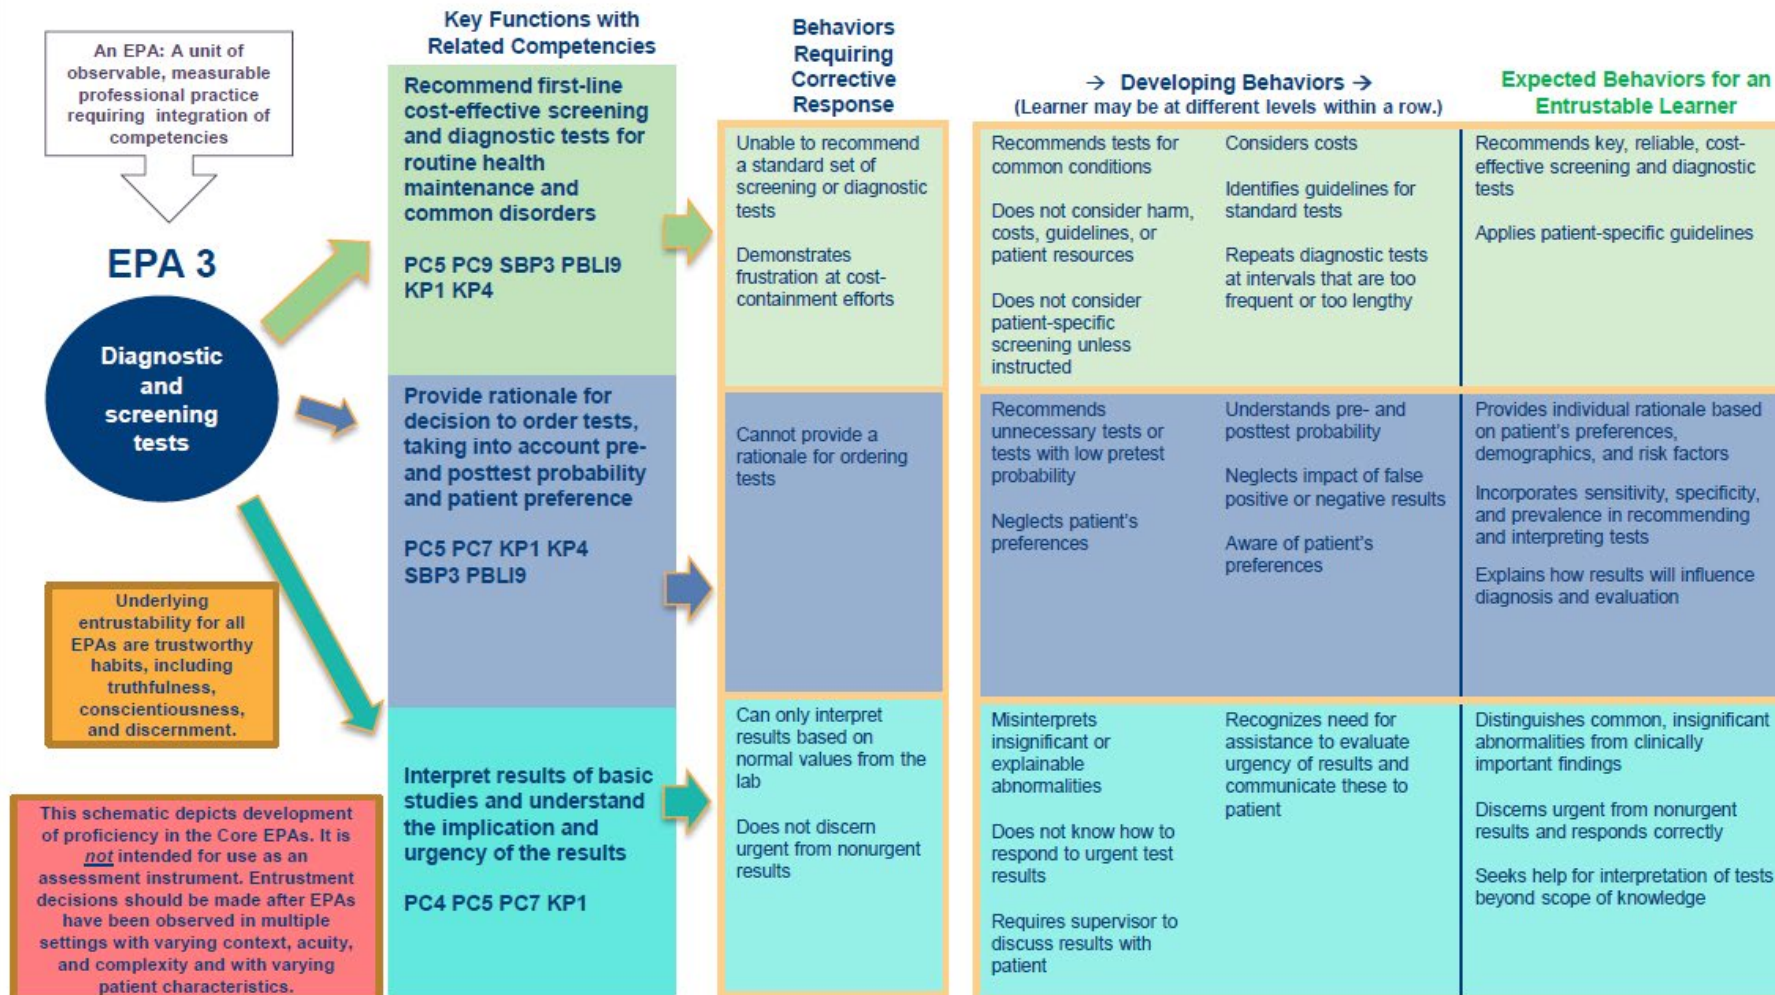 An EPA: A unit of
observable, measurable
professional practice
requiring integration of
competencies
EPA 3
Diagnostic
and
screening
tests
Underlying
entrustability for all
EPAs are trustworthy
habits, including
truthfulness,
conscientiousness,
and discernment.
This schematic depicts development
of proficiency in the Core EPAs. It is
not intended for use as an
assessment instrument. Entrustment
decisions should be made after EPAs
have been observed in multiple
settings with varying context, acuity,
and complexity and with varying
patient characteristics.
Key Functions with
Related Competencies
Behaviors
Requiring
Corrective
Response
→ Developing Behaviors →
(Learner may be at different levels within a row.)
Expected Behaviors for an
Entrustable Learner
Recommend first-line
cost-effective screening
and diagnostic tests for
routine health
maintenance and
common disorders
PC5 PC9 SBP3 PBLI9
KP1 KP4
Unable to recommend
a standard set of
screening or diagnostic
tests
Demonstrates
frustration at cost-
containment efforts
Recommends tests for
common conditions
Does not consider harm,
costs, guidelines, or
patient resources
Does not consider
patient-specific
screening unless
instructed
Considers costs
Identifies guidelines for
standard tests
Repeats diagnostic tests
at intervals that are too
frequent or too lengthy
Recommends key, reliable, cost-
effective screening and diagnostic
tests
Applies patient-specific guidelines
Provide rationale for
decision to order tests,
taking into account pre-
and posttest probability
and patient preference
PC5 PC7 KP1 KP4
SBP3 PBLI9
Cannot provide a
rationale for ordering
tests
Recommends
unnecessary tests or
tests with low pretest
probability
Neglects patient's
preferences
Understands pre- and
posttest probability
Neglects impact of false
positive or negative results
Aware of patient's
preferences
Provides individual rationale based
on patient's preferences,
demographics, and risk factors
Incorporates sensitivity, specificity,
and prevalence in recommending
and interpreting tests
Explains how results will influence
diagnosis and evaluation
Interpret results of basic
studies and understand
the implication and
urgency of the results
PC4 PC5 PC7 KP1
Can only interpret
results based on
normal values from the
lab
Does not discern
urgent from nonurgent
results
Misinterprets
insignificant or
explainable
abnormalities
Does not know how to
respond to urgent test
results
Requires supervisor to
discuss results with
patient
Recognizes need for
assistance to evaluate
urgency of results and
communicate these to
patient
Distinguishes common, insignificant
abnormalities from clinically
important findings
Discerns urgent from nonurgent
results and responds correctly
Seeks help for interpretation of tests
beyond scope of knowledge